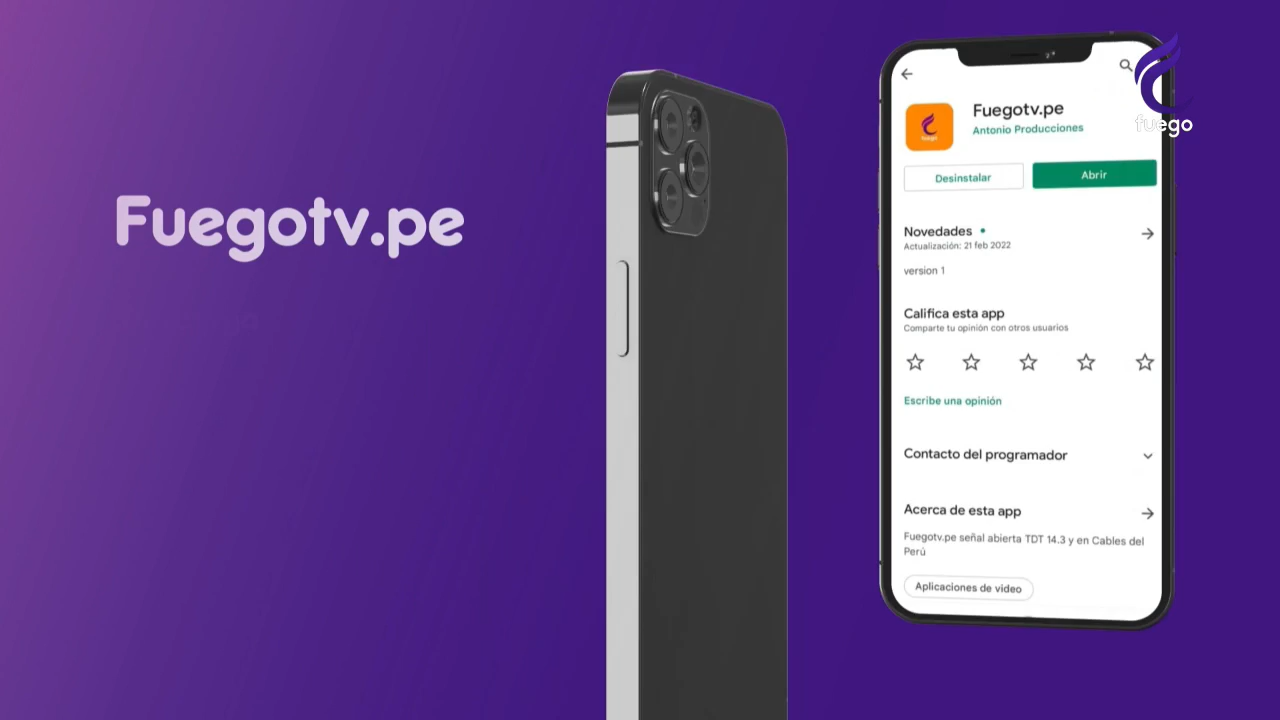 Fuegotv.pe
fuego
Fuegotv.pe
Antonio Producciones
fuego
Desinstalar
Abrir
Novedades
Actualización: 21 feb 2022
version 1
Califica esta app
Comparte tu opinión con otros usuarios
Escribe una opinión
Contacto del programador
Acerca de esta app
Fuegotv.pe señal abierta TDT 14.3 y en Cables del
Perú
Aplicaciones de video